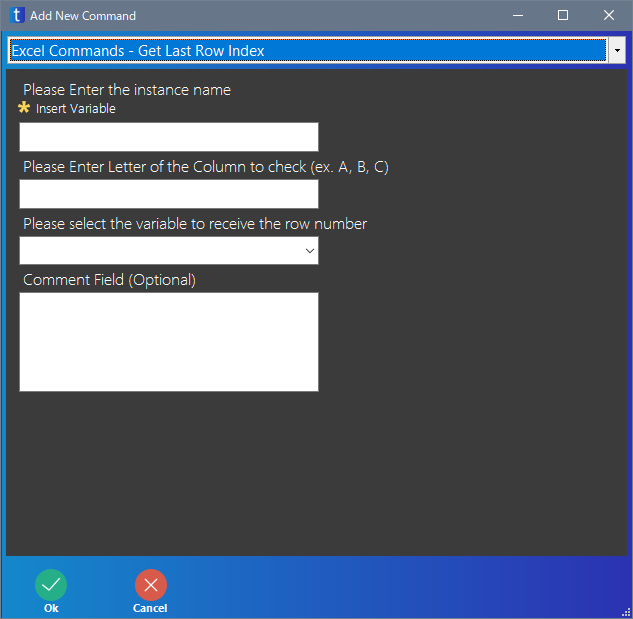 t Add New Command
Excel Commands - Get Last Row Index
Please Enter the instance name
Insert Variable
Please Enter Letter of the Column to check (ex. A, B, C)
Please select the variable to receive the row number
Comment Field (Optional)
Ok Cancel